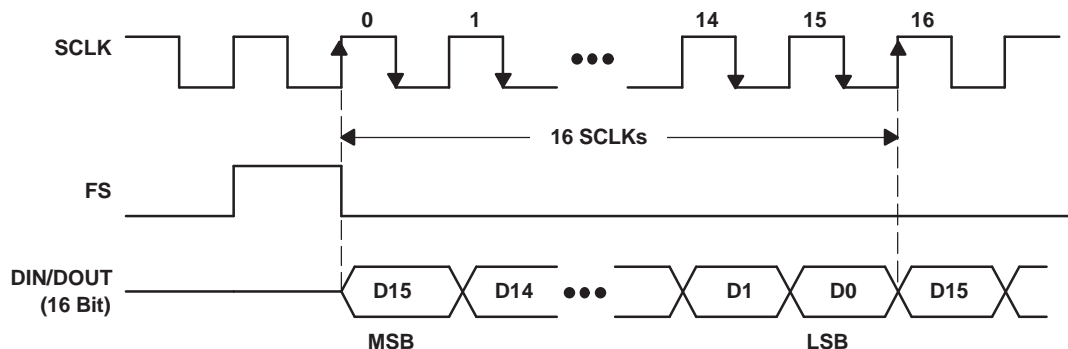 0 1 14 15 16
SCLK
16 SCLKs
FS
DIN/DOUT
(16 Bit)
D15 D14 D1 D0 D15
MSB LSB